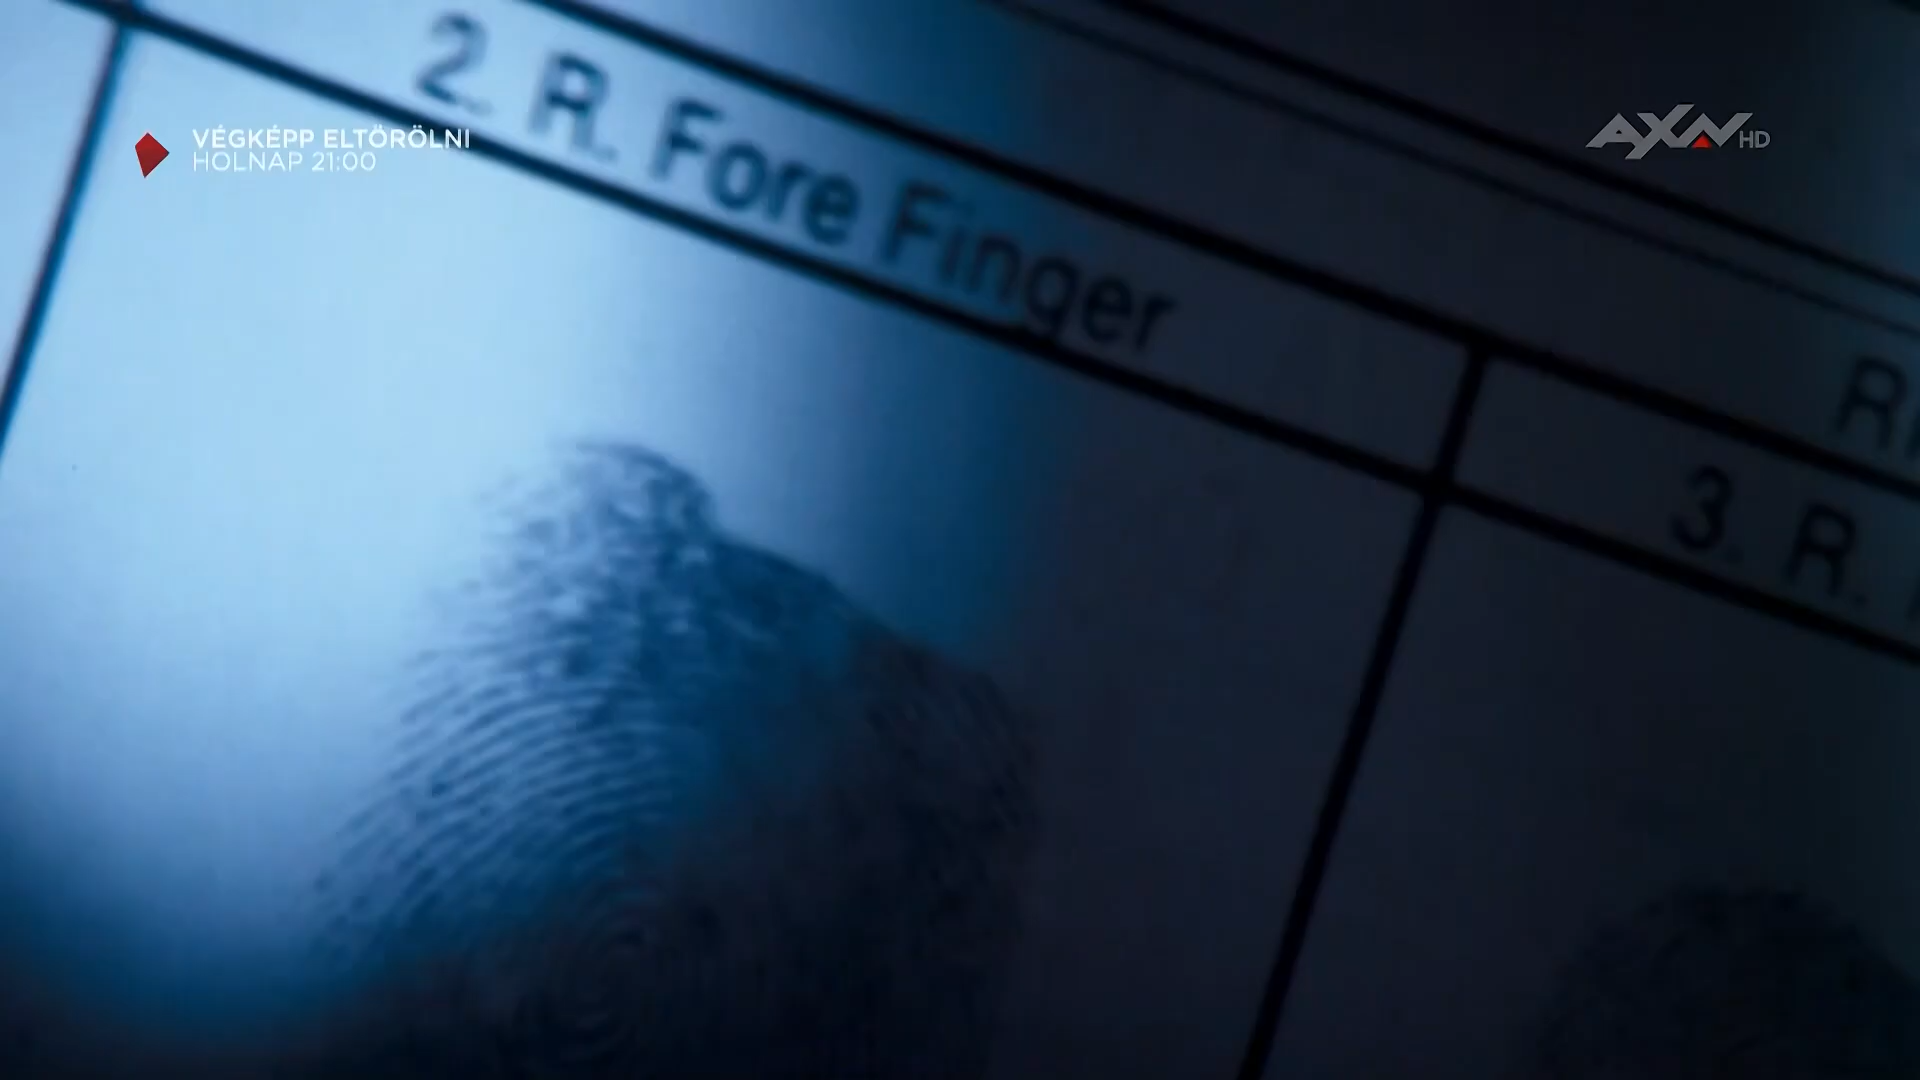 2. R. Fore Finger
VÉGKÉPP ELTÖRÖLNI
HOLNAP 21:00
AXN HD
3. R.